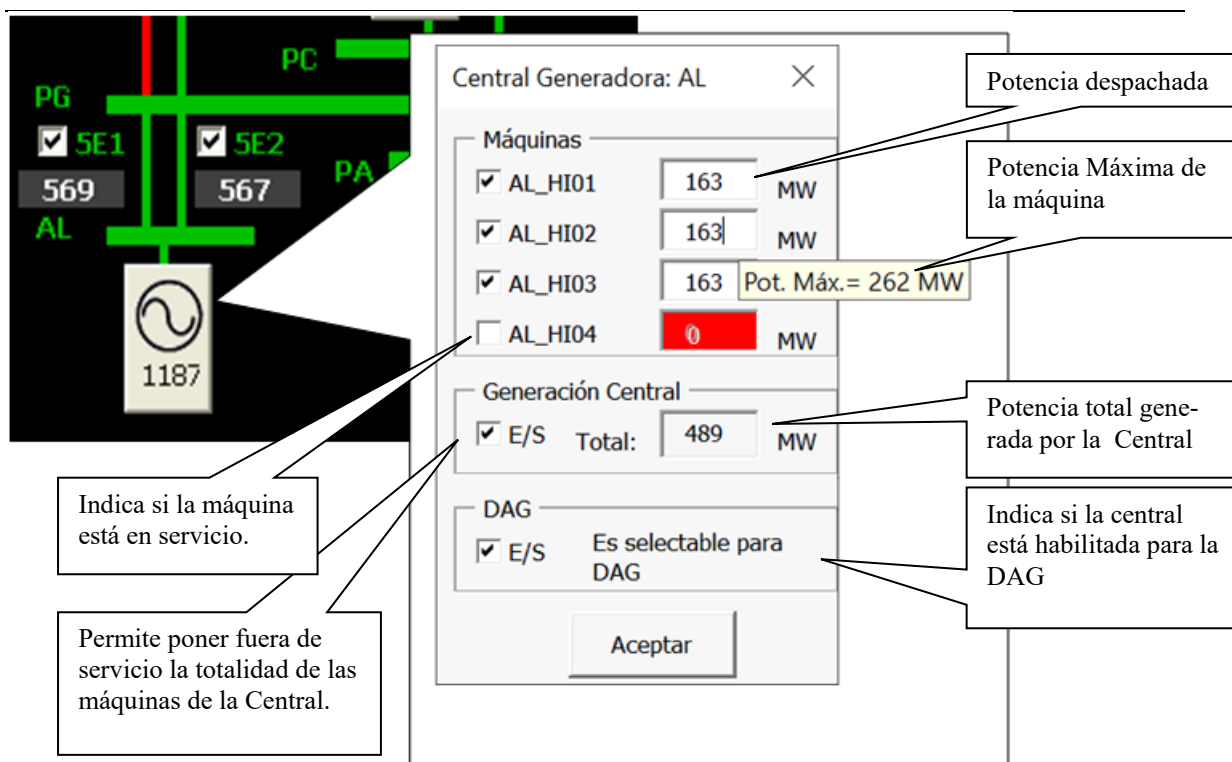 PC
PG
5E1
5E2
569
567
PA
AL
1187
Central Generadora: AL
Máquinas
AL_HI01 163 MW
AL_HI02 163 MW
AL_HI03 163
Pot. Máx.= 262 MW
AL_HI04 0 MW
Generación Central
E/S Total: 489 MW
DAG
E/S Es selectable para
DAG
Aceptar
Potencia despachada
Potencia Máxima de
la máquina
Potencia total gene-
rada por la Central
Indica si la central
está habilitada para la
DAG
Indica si la máquina
está en servicio.
Permite poner fuera de
servicio la totalidad de las
máquinas de la Central.